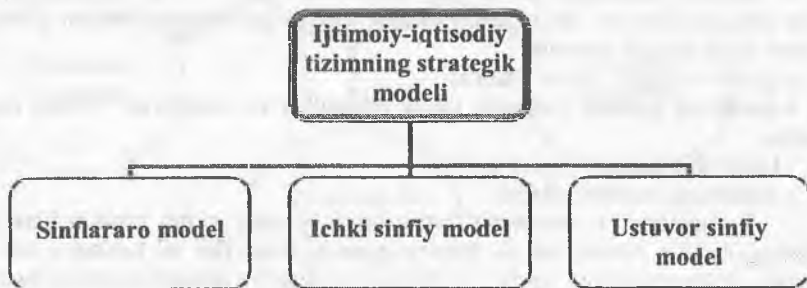 Ijtimoiy-iqtisodiy
tizimning strategik
modeli
Sinflararo model
Ichki sinfiy model
Ustuvor sinfiy
model